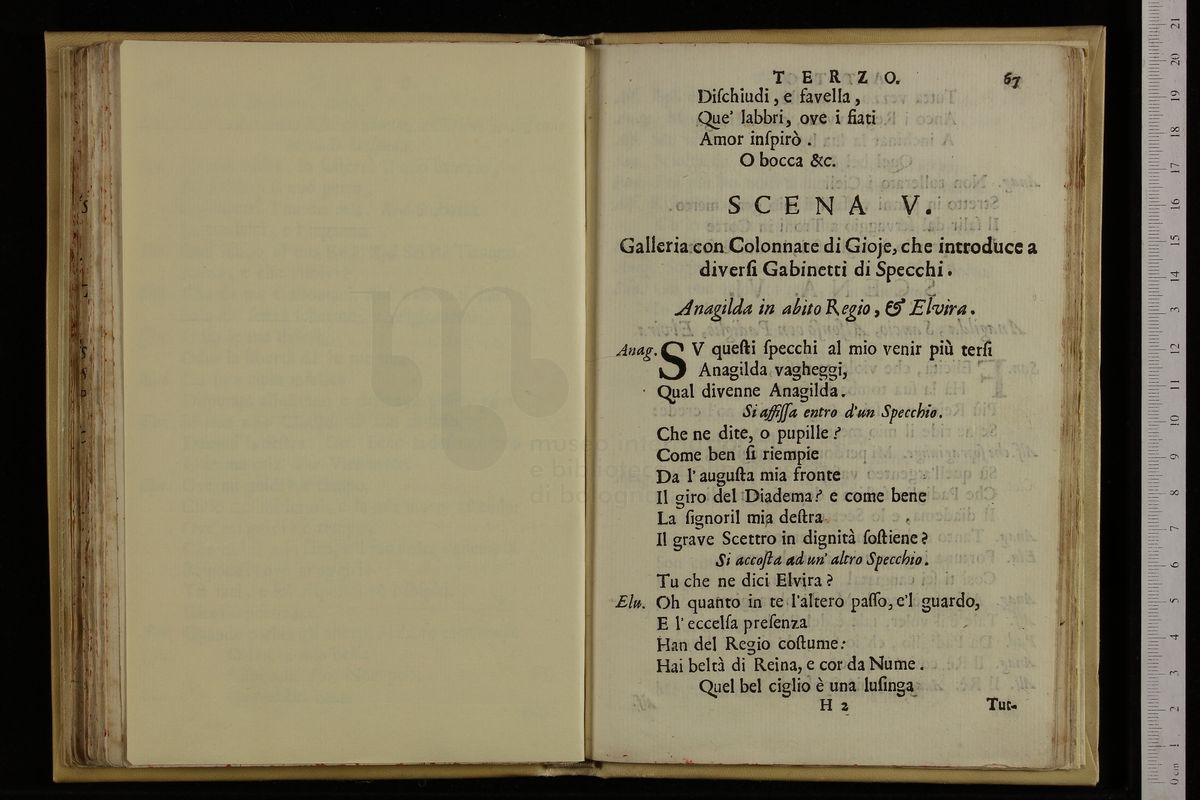 TERZO. 67
Diſchiudi, e favella,
Que' labbri, ove i fiati
Amor inſpirò.
O bocca &c.
SCENA V.
Galleria con Colonnate di Gioje, che introduce a
diverſi Gabinetti di Specchi.
Anagilda in abito Regio, & Elvira.
Anag. SV queſti ſpecchi al mio venir più terſi
Anagilda vagheggi,
Qual divenne Anagilda.
Si affiſſa entro d'un Specchio.
Che ne dite, o pupille?
Come ben ſi riempie
Da l'auguſta mia fronte
Il giro del Diadema? e come bene
La ſignoril mia deſtra
Il grave Scettro in dignità ſoſtiene?
Si accoſta ad un' altro Specchio.
Tu che ne dici Elvira?
Elu. Oh quanto in te l'altero paſſo, e'l guardo,
E l'eccelſa preſenza
Han del Regio coſtume:
Hai beltà di Reina, e cor da Nume.
Quel bel ciglio è una luſinga
H 2 Tut-